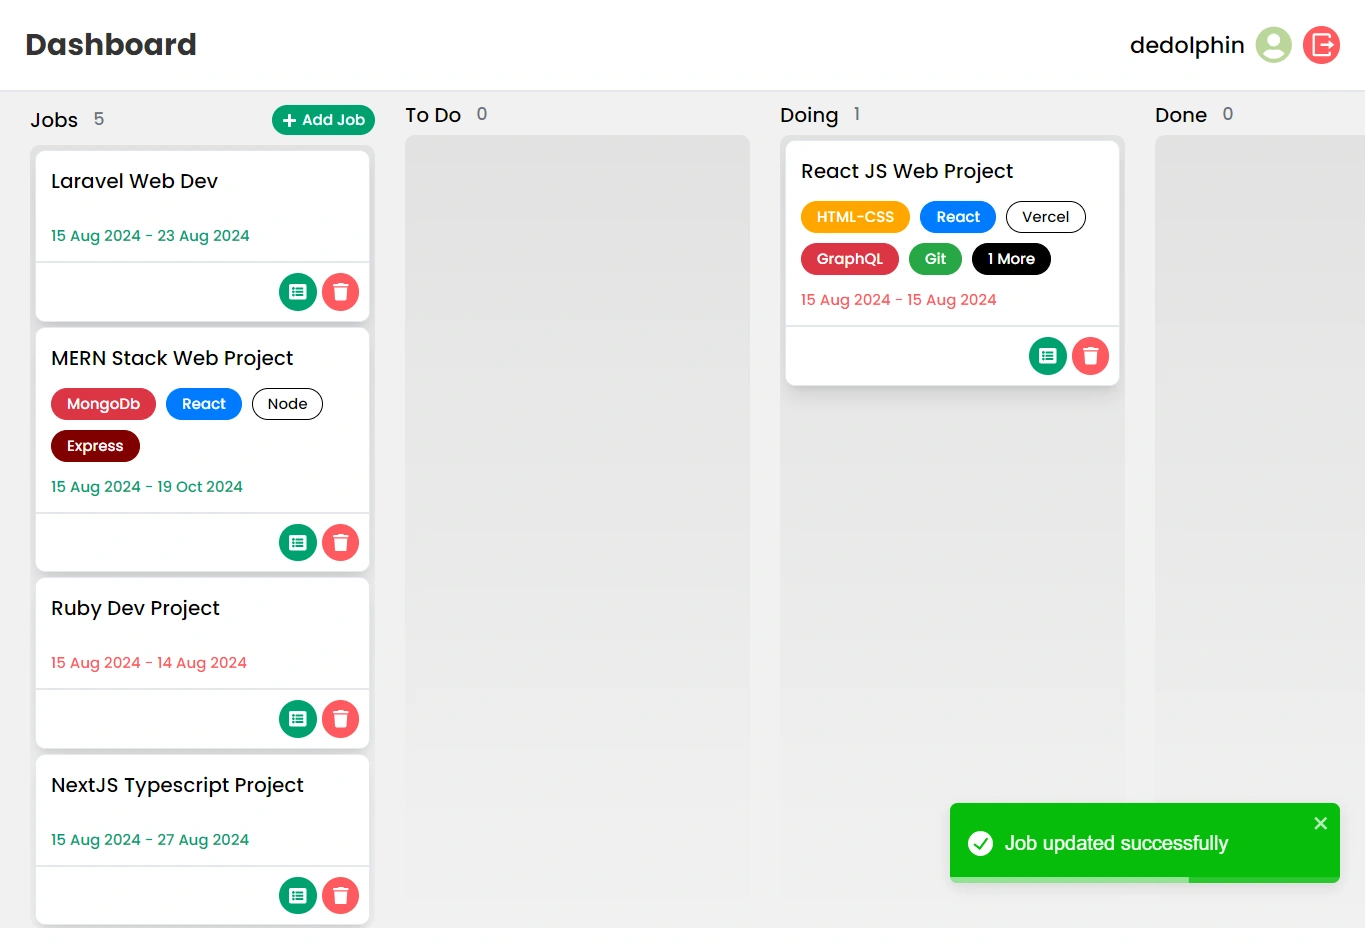 Dashboard
dedolphin
Jobs 5
+ Add Job
Laravel Web Dev
15 Aug 2024 - 23 Aug 2024
MERN Stack Web Project
MongoDb React Node
Express
15 Aug 2024 - 19 Oct 2024
Ruby Dev Project
15 Aug 2024 - 14 Aug 2024
NextJS Typescript Project
15 Aug 2024 - 27 Aug 2024
To Do 0
Doing 1
React JS Web Project
HTML-CSS React Vercel
GraphQL Git 1 More
15 Aug 2024 - 15 Aug 2024
Done 0
Job updated successfully